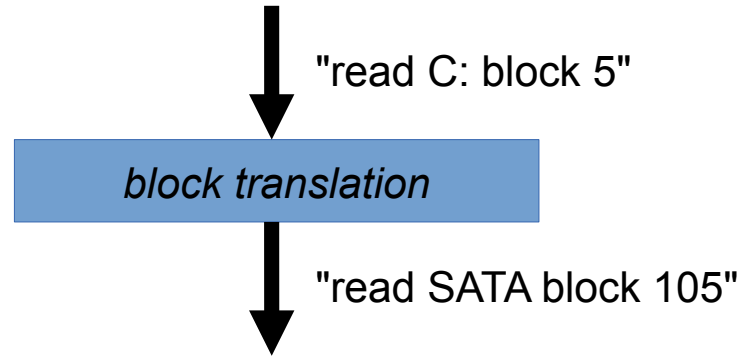 "read C: block 5"
block translation
"read SATA block 105"